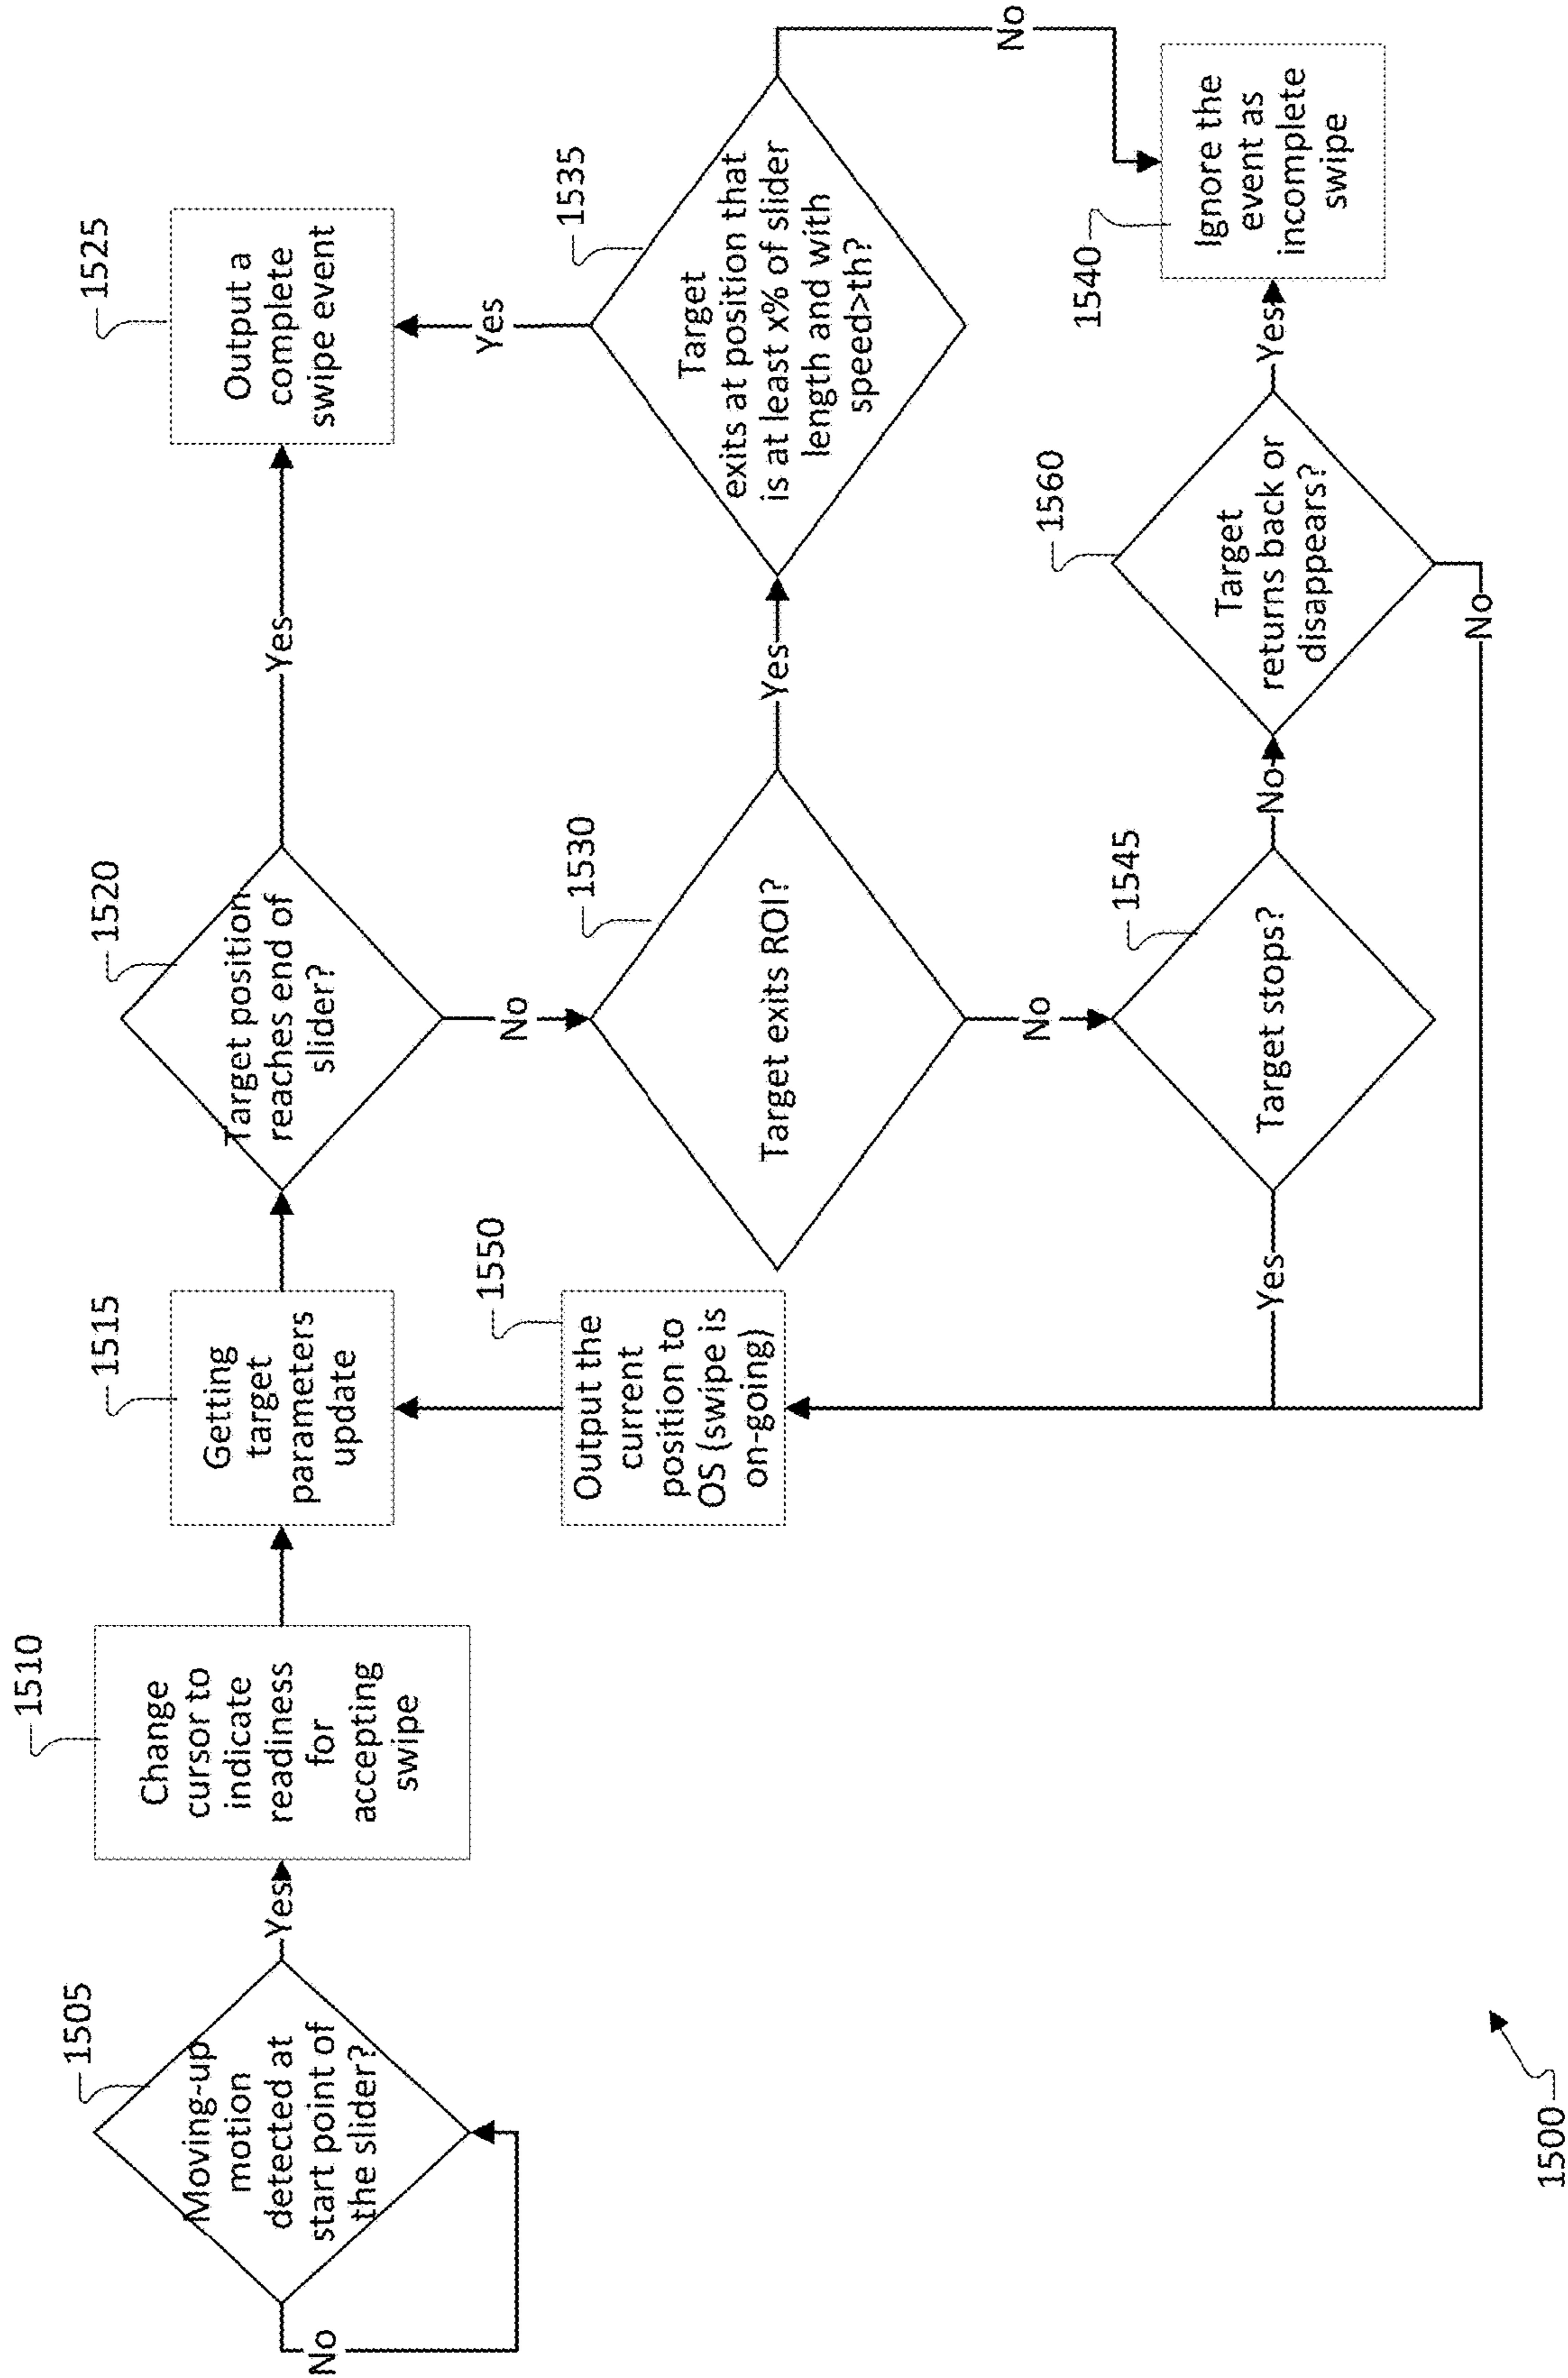 1505
Moving-up
motion
detected at
start point of
the slider?
No
Yes
1510
Change
cursor to
indicate
readiness
for
accepting
swipe
1515
Getting
target
parameters
update
1520
Target position
reaches end of
slider?
Yes
No
1525
Output a
complete
swipe event
1550
Output the
current
position to
OS (swipe is
on-going)
1530
Target exits ROI?
Yes
No
1535
Target
exits at position that
is at least x% of slider
length and with
speed>th?
Yes
No
1545
Target stops?
Yes
No
1560
Target
returns back or
disappears?
Yes
No
1540
Ignore the
event as
incomplete
swipe
1500